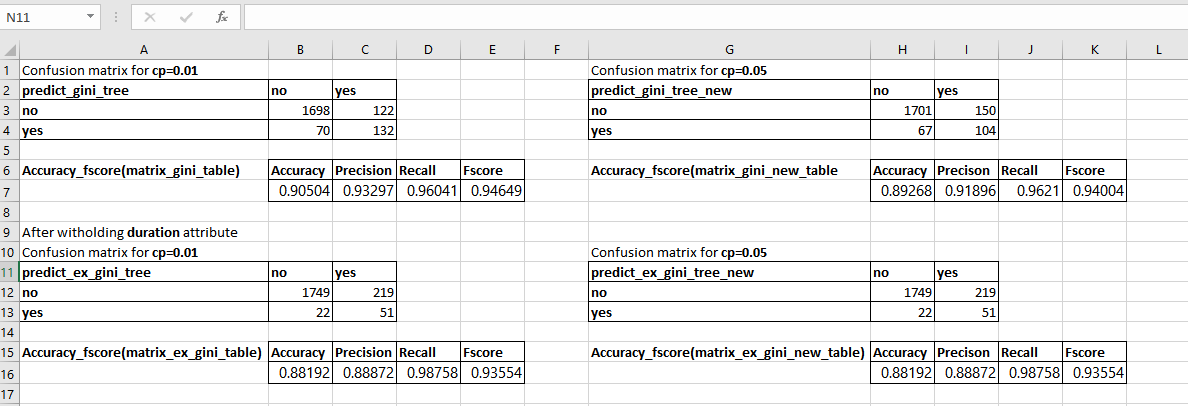 N11 fx
A B C D E F G H I J K L
1 Confusion matrix for cp=0.01 Confusion matrix for cp=0.05
2 predict_gini_tree no yes predict_gini_tree_new no yes
3 no 1698 122 no 1701 150
4 yes 70 132 yes 67 104
5
6 Accuracy_fscore(matrix_gini_table) Accuracy Precision Recall Fscore Accuracy_fscore(matrix_gini_new_table Accuracy Precison Recall Fscore
7 0.90504 0.93297 0.96041 0.94649 0.89268 0.91896 0.9621 0.94004
8
9 After witholding duration attribute
10 Confusion matrix for cp=0.01 Confusion matrix for cp=0.05
11 predict_ex_gini_tree no yes predict_ex_gini_tree_new no yes
12 no 1749 219 no 1749 219
13 yes 22 51 yes 22 51
14
15 Accuracy_fscore(matrix_ex_gini_table) Accuracy Precision Recall Fscore Accuracy_fscore(matrix_ex_gini_new_table) Accuracy Precison Recall Fscore
16 0.88192 0.88872 0.98758 0.93554 0.88192 0.88872 0.98758 0.93554
17